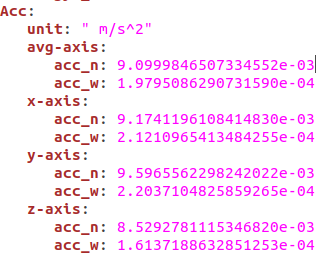 Acc:
unit: " m/s^2"
avg-axis:
acc_n: 9.0999846507334552e-03
acc_w: 1.9795086290731590e-04
x-axis:
acc_n: 9.1741196108414830e-03
acc_w: 2.1210965413484255e-04
y-axis:
acc_n: 9.5965562298242022e-03
acc_w: 2.2037104825859265e-04
z-axis:
acc_n: 8.5292781115346820e-03
acc_w: 1.6137188632851253e-04